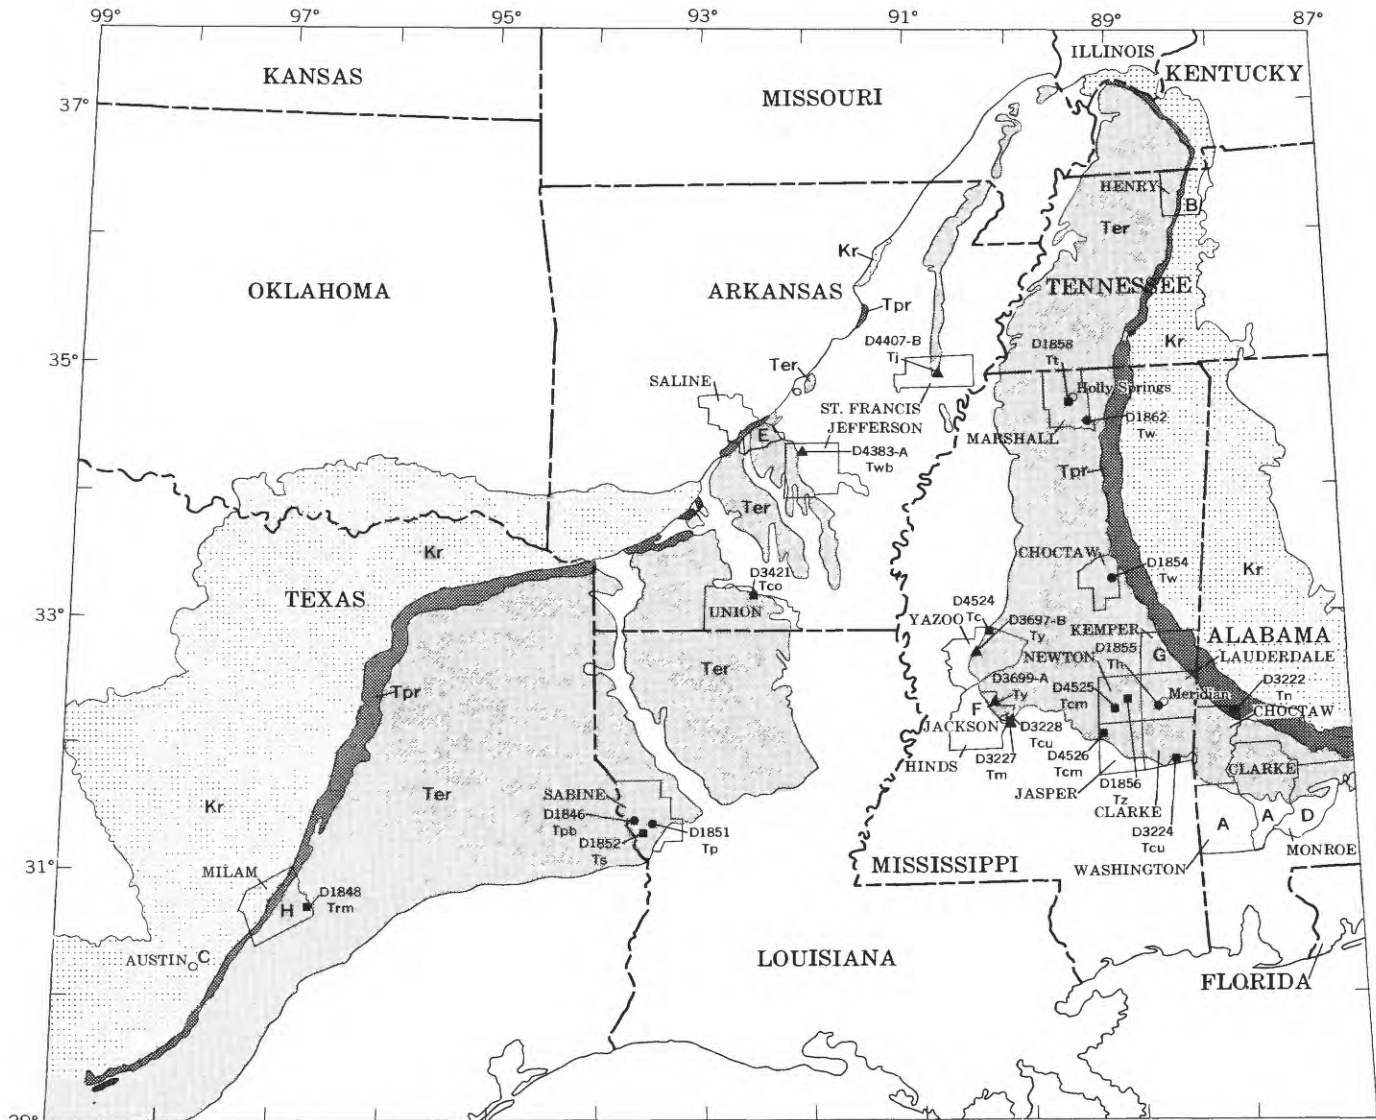 99°
97°
95°
93°
91°
89°
87°
ILLINOIS
KANSAS
KENTUCKY
MISSOURI
37°
HENRY
B
Ter
Kr
OKLAHOMA
ARKANSAS
TENNESSEE
Tpr
D4407-B
Tj
D1858
Tt
Kr
35°
Ter
SALINE
Holly Springs
ST. FRANCIS
JEFFERSON
E
MARSHALL
D1862
Tw
D4383-A
Twb
Tpr
Ter
Kr
CHOCTAW
D1854
Tw
D3421
Tco
Kr
TEXAS
33°
UNION
D4524
Tc
D3697-B
Ty
YAZOO
KEMPER
ALABAMA
D1855
Th
G
LAUDERDALE
NEWTON
Ter
D3699-A
Ty
D4525
Tcm
Meridian
D3222
Tn
Tpr
F
CHOCTAW
JACKSON
D3228
Tcu
HINDS
D3227
Tm
D4526
Tcm
CLARKE
JASPER
D1856
Tz
Ter
SABINE
Kr
D1846
Tpb
CLARKE
A
A
D
D1851
Tp
D1852
Ts
D3224
Tcu
MONROE
31°
MISSISSIPPI
WASHINGTON
MILAM
D1848
Trm
H
AUSTIN
C
LOUISIANA
FLORIDA
29°